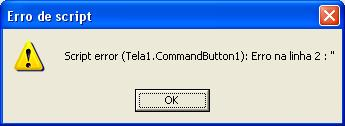 Erro de script
Script error (Tela1.CommandButton1): Erro na linha 2 : "
OK